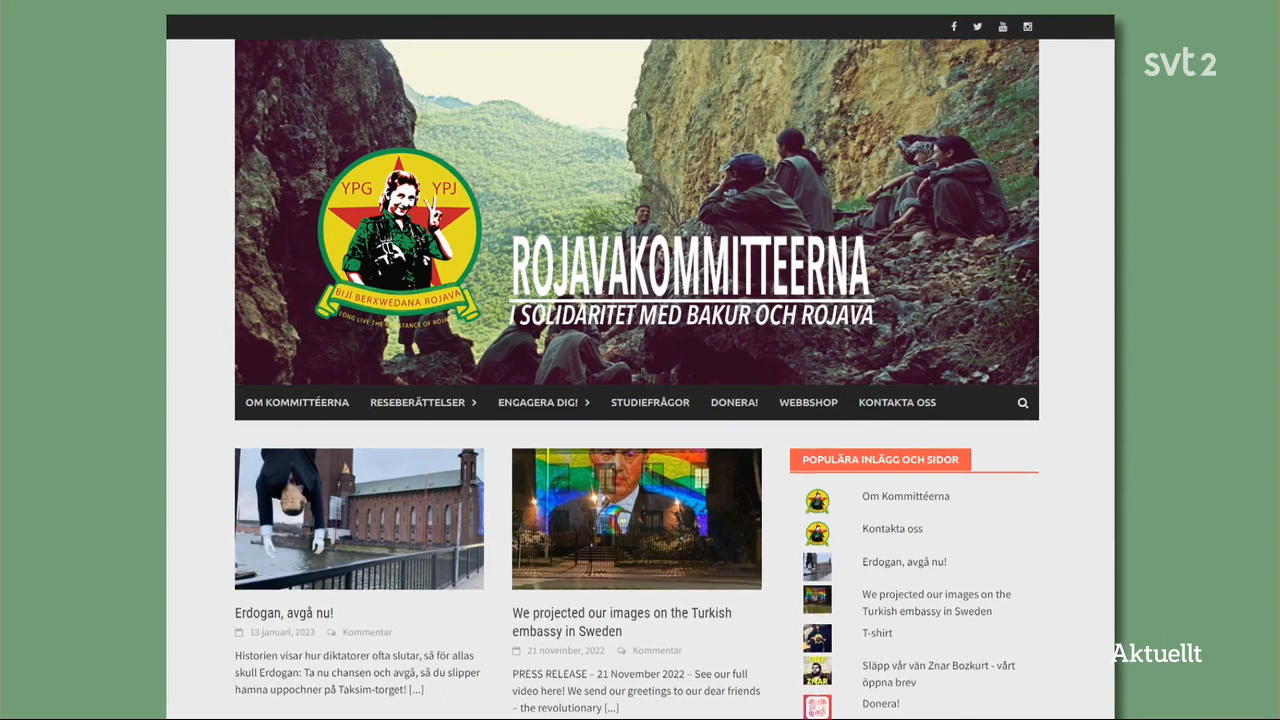 svt2
YPG
YPJ
BIJÎ BERXWEDANA ROJAVA
ROJAVAKOMMITTEERNA
I SOLIDARITET MED BAKUR OCH ROJAVA
OM KOMMITTÉERNA RESEBERÄTTELSER ENGAGERA DIG! STUDIEFRÅGOR DONERA! WEBBSHOP KONTAKTA OSS
Erdogan, avgå nu!
13 januari, 2023 Kommentar
Historien visar hur diktatorer ofta slutar, så för allas
skull Erdogan: Ta nu chansen och avgå, så du slipper
hamna uppochner på Taksim-torget! [...]
We projected our images on the Turkish
embassy in Sweden
21 november, 2022 Kommentar
PRESS RELEASE – 21 November 2022 – See our full
video here! We send our greetings to our dear friends
– the revolutionary [...]
POPULÄRA INLÄGG OCH SIDOR
Om Kommittéerna
Kontakta oss
Erdogan, avgå nu!
We projected our images on the
Turkish embassy in Sweden
T-shirt
Släpp vår vän Znar Bozkurt - vårt
öppna brev
Donera!
Aktuellt